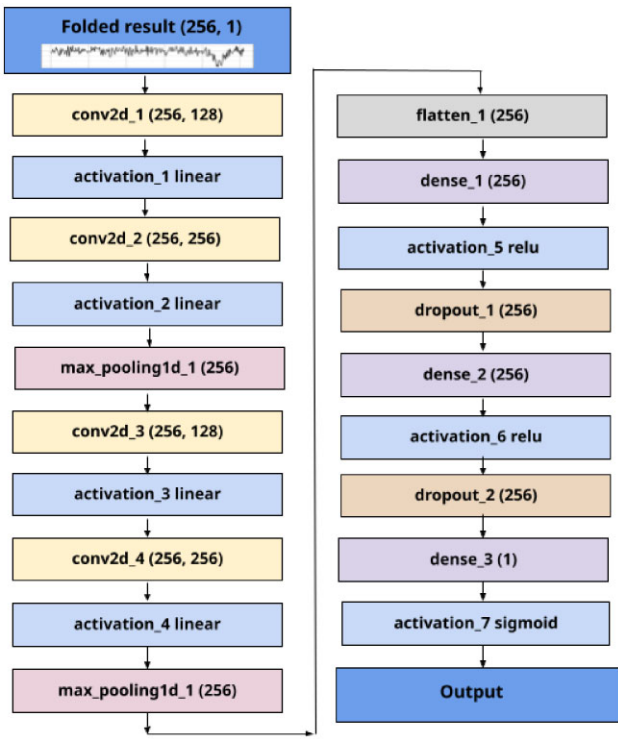 Folded result (256, 1)
conv2d_1 (256, 128)
activation_1 linear
conv2d_2 (256, 256)
activation_2 linear
max_pooling1d_1 (256)
conv2d_3 (256, 128)
activation_3 linear
conv2d_4 (256, 256)
activation_4 linear
max_pooling1d_1 (256)
flatten_1 (256)
dense_1 (256)
activation_5 relu
dropout_1 (256)
dense_2 (256)
activation_6 relu
dropout_2 (256)
dense_3 (1)
activation_7 sigmoid
Output